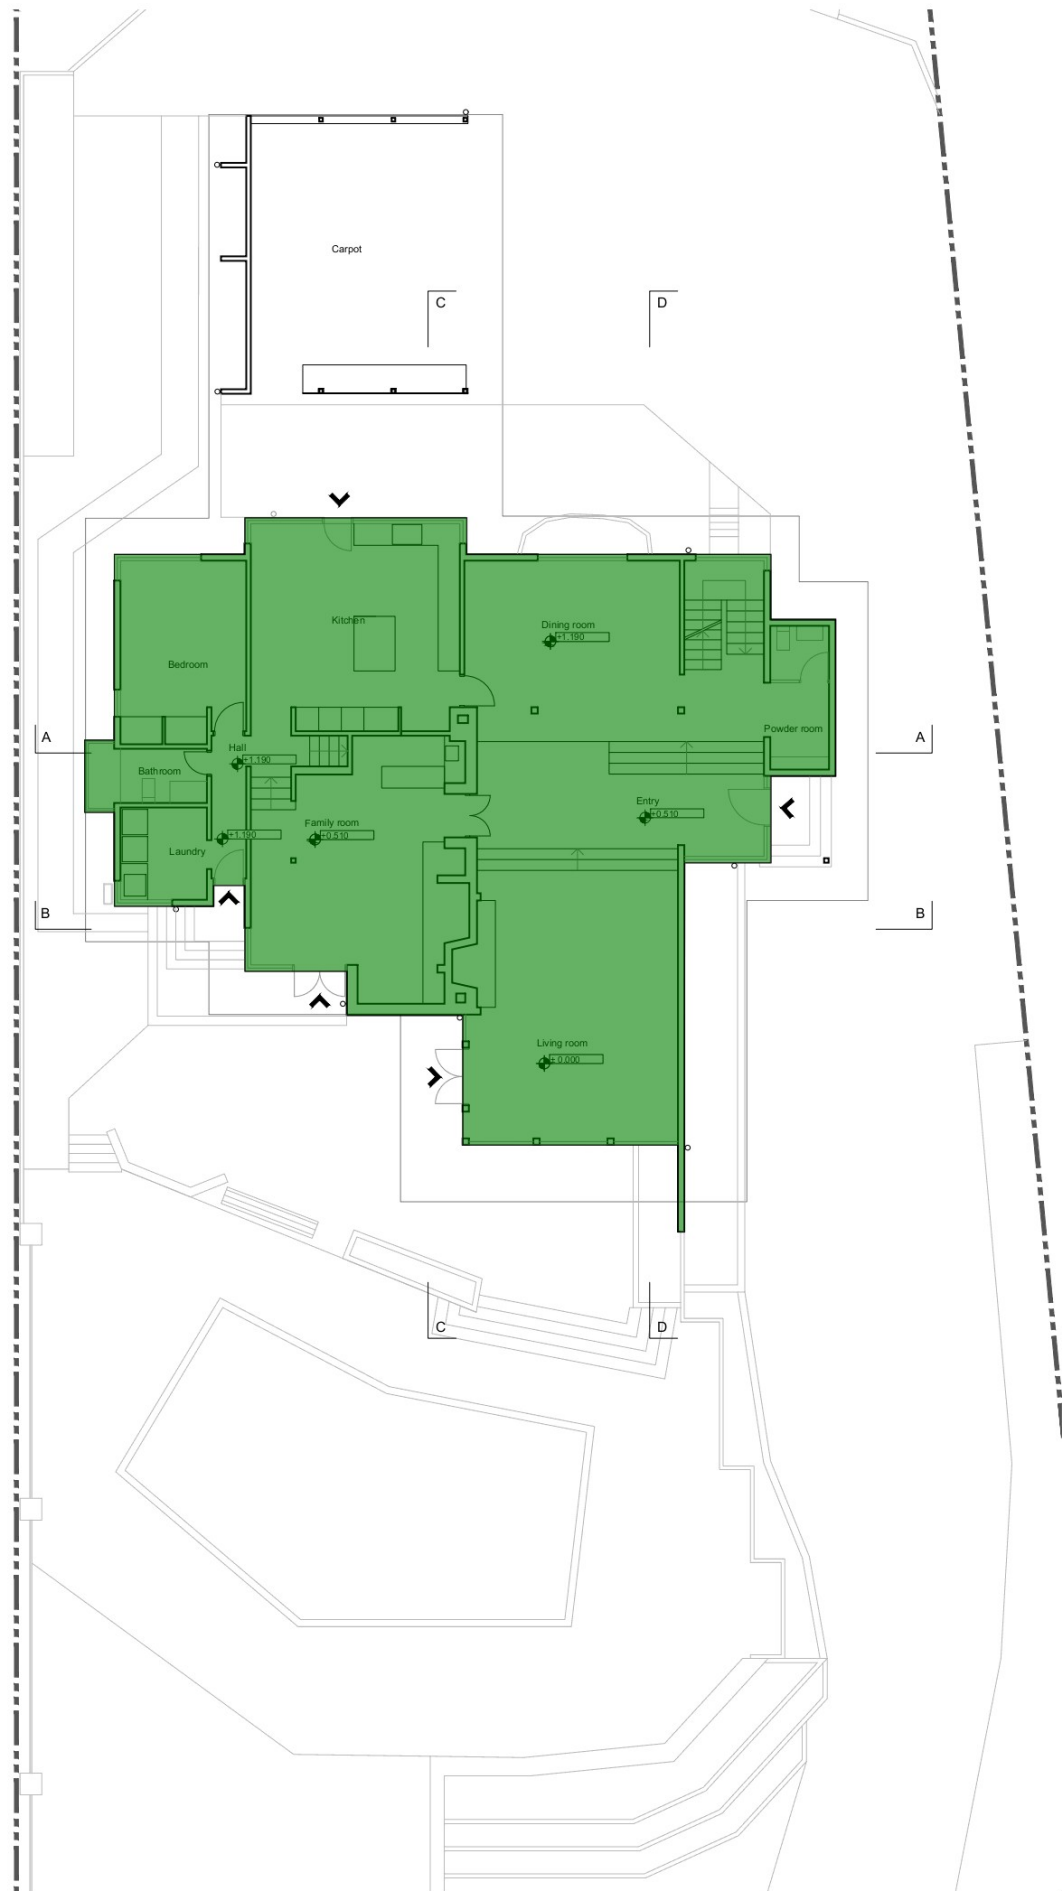 Carpot
C
D
Kitchen
Dining room
+1.190
Bedroom
Powder room
A
A
Hall
+1.190
Bathroom
Entry
+0.510
Family room
+0.510
+1.190
Laundry
B
B
Living room
± 0.000
C
D